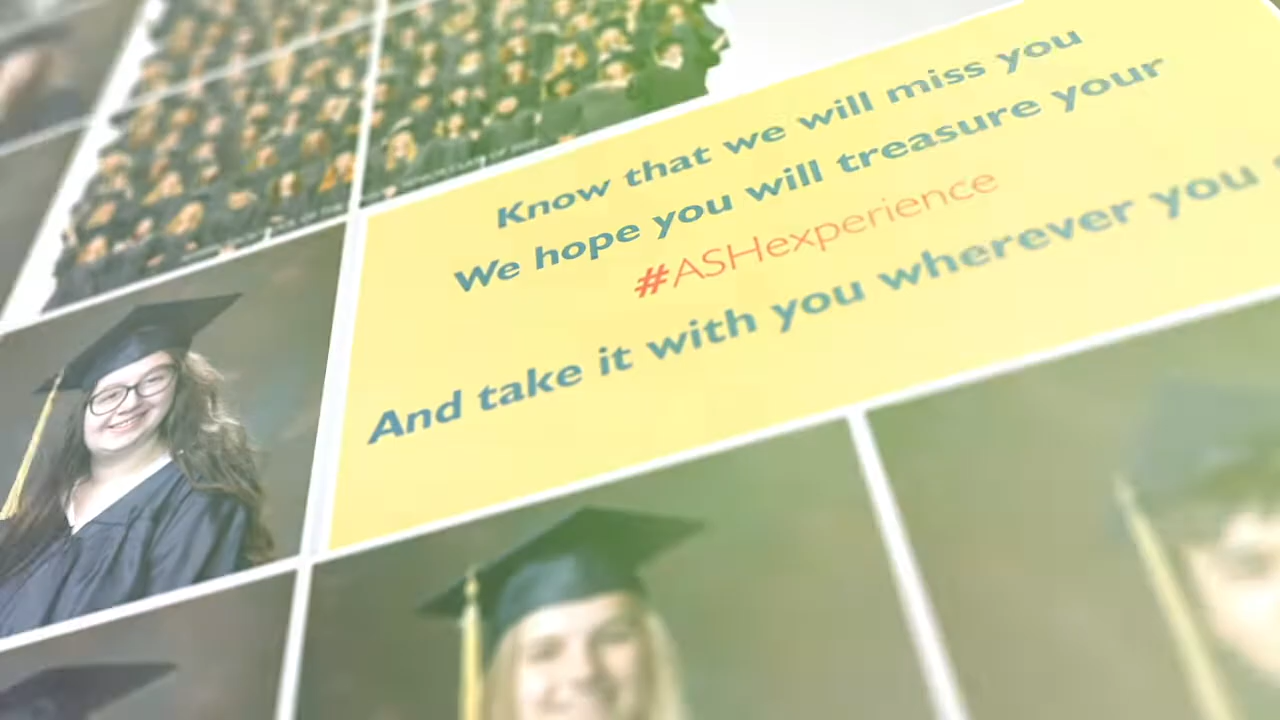 Know that we will miss you
We hope you will treasure your
#ASHexperience
And take it with you wherever you